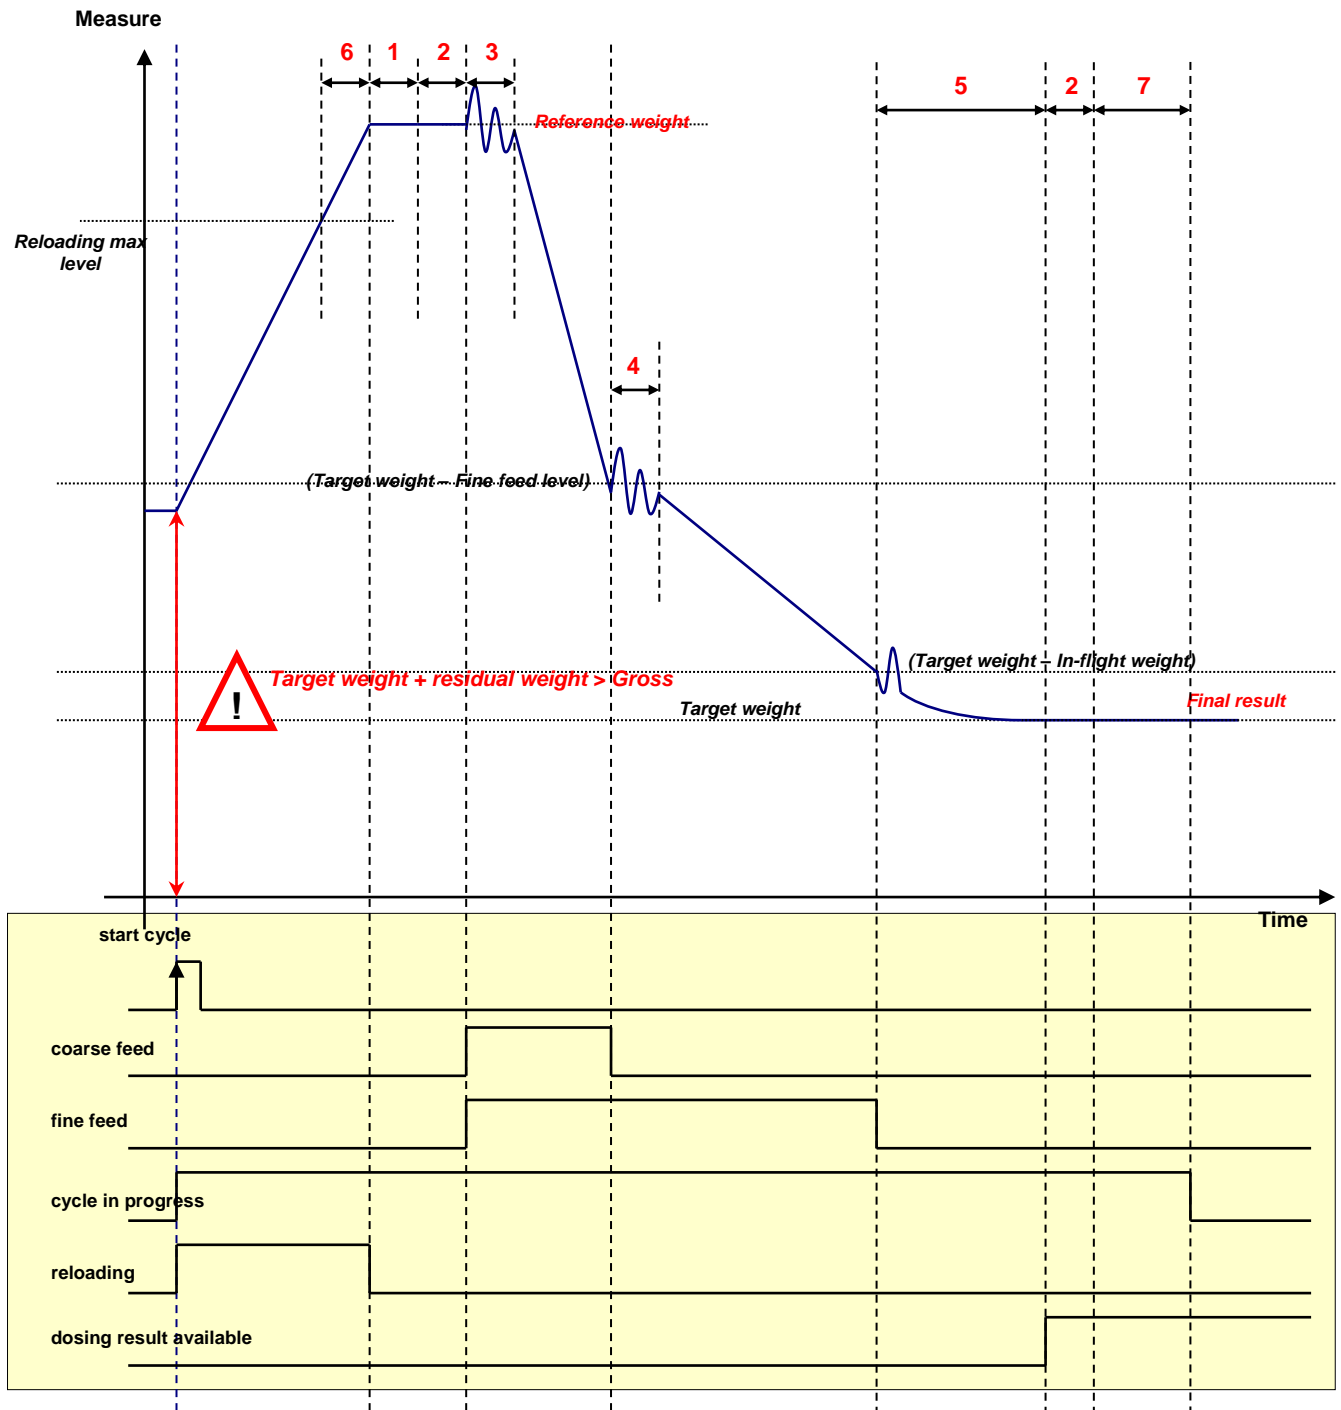 Measure
6
1
2
3
5
2
7
Reference weight
Reloading max
level
4
(Target weight – Fine feed level)
(Target weight – In-flight weight)
!
Target weight + residual weight > Gross
Target weight
Final result
Time
start cycle
coarse feed
fine feed
cycle in progress
reloading
dosing result available